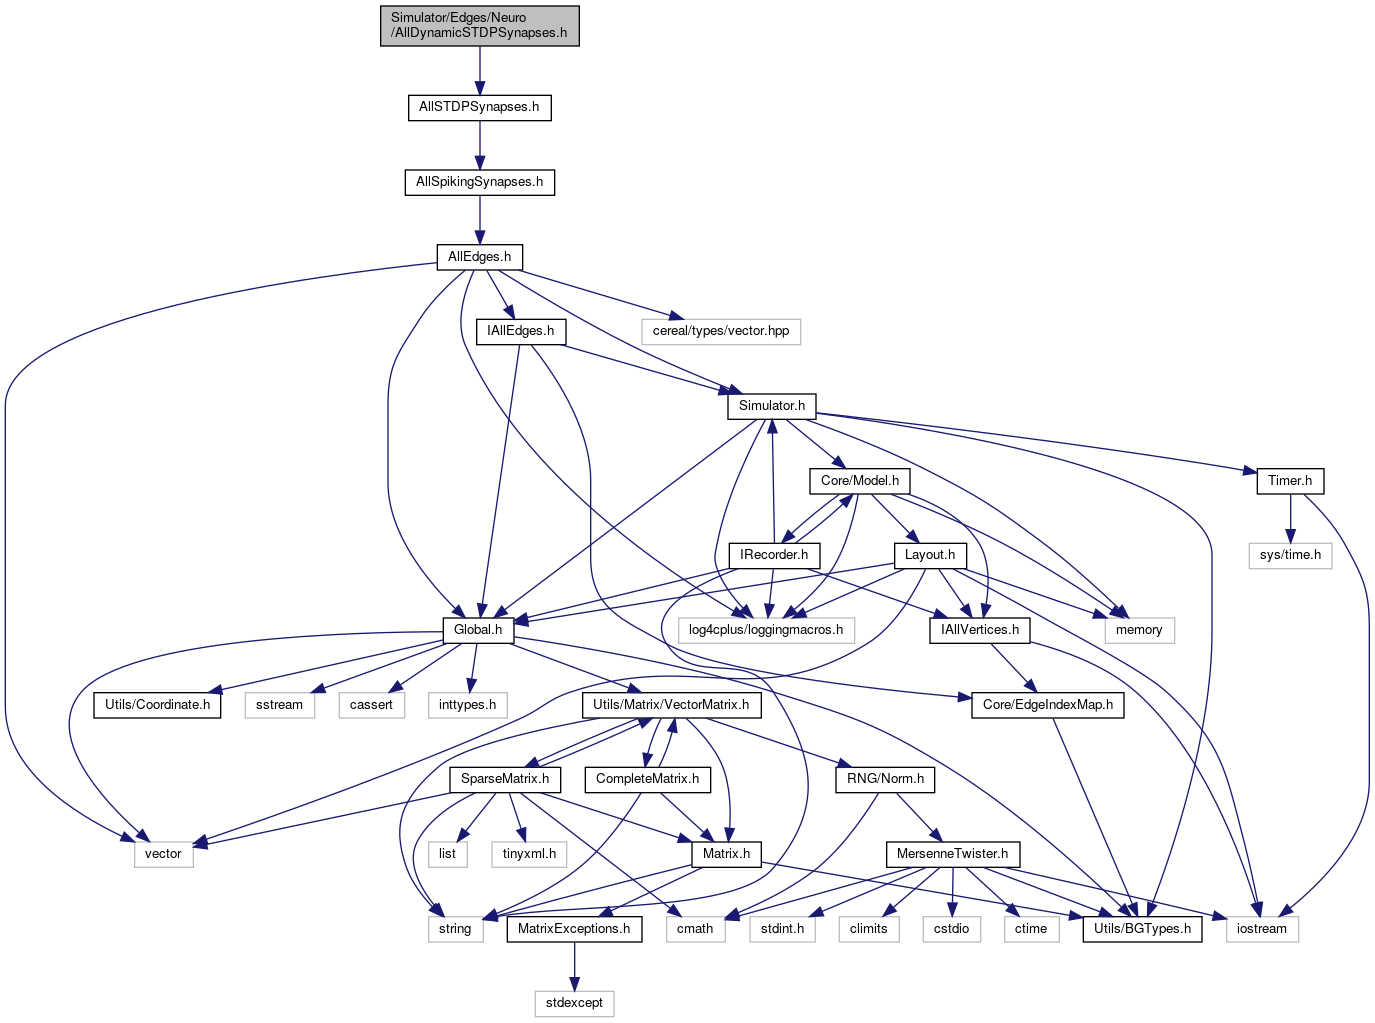 Simulator/Edges/Neuro
/AllDynamicSTDPSynapses.h
AllSTDPSynapses.h
AllSpikingSynapses.h
AllEdges.h
IAllEdges.h
cereal/types/vector.hpp
Simulator.h
Core/Model.h
Timer.h
IRecorder.h
Layout.h
sys/time.h
Global.h
log4cplus/loggingmacros.h
IAllVertices.h
memory
Utils/Coordinate.h
sstream
cassert
inttypes.h
Utils/Matrix/VectorMatrix.h
Core/EdgeIndexMap.h
SparseMatrix.h
CompleteMatrix.h
RNG/Norm.h
vector
list
tinyxml.h
Matrix.h
MersenneTwister.h
string
MatrixExceptions.h
cmath
stdint.h
climits
cstdio
ctime
Utils/BGTypes.h
iostream
stdexcept